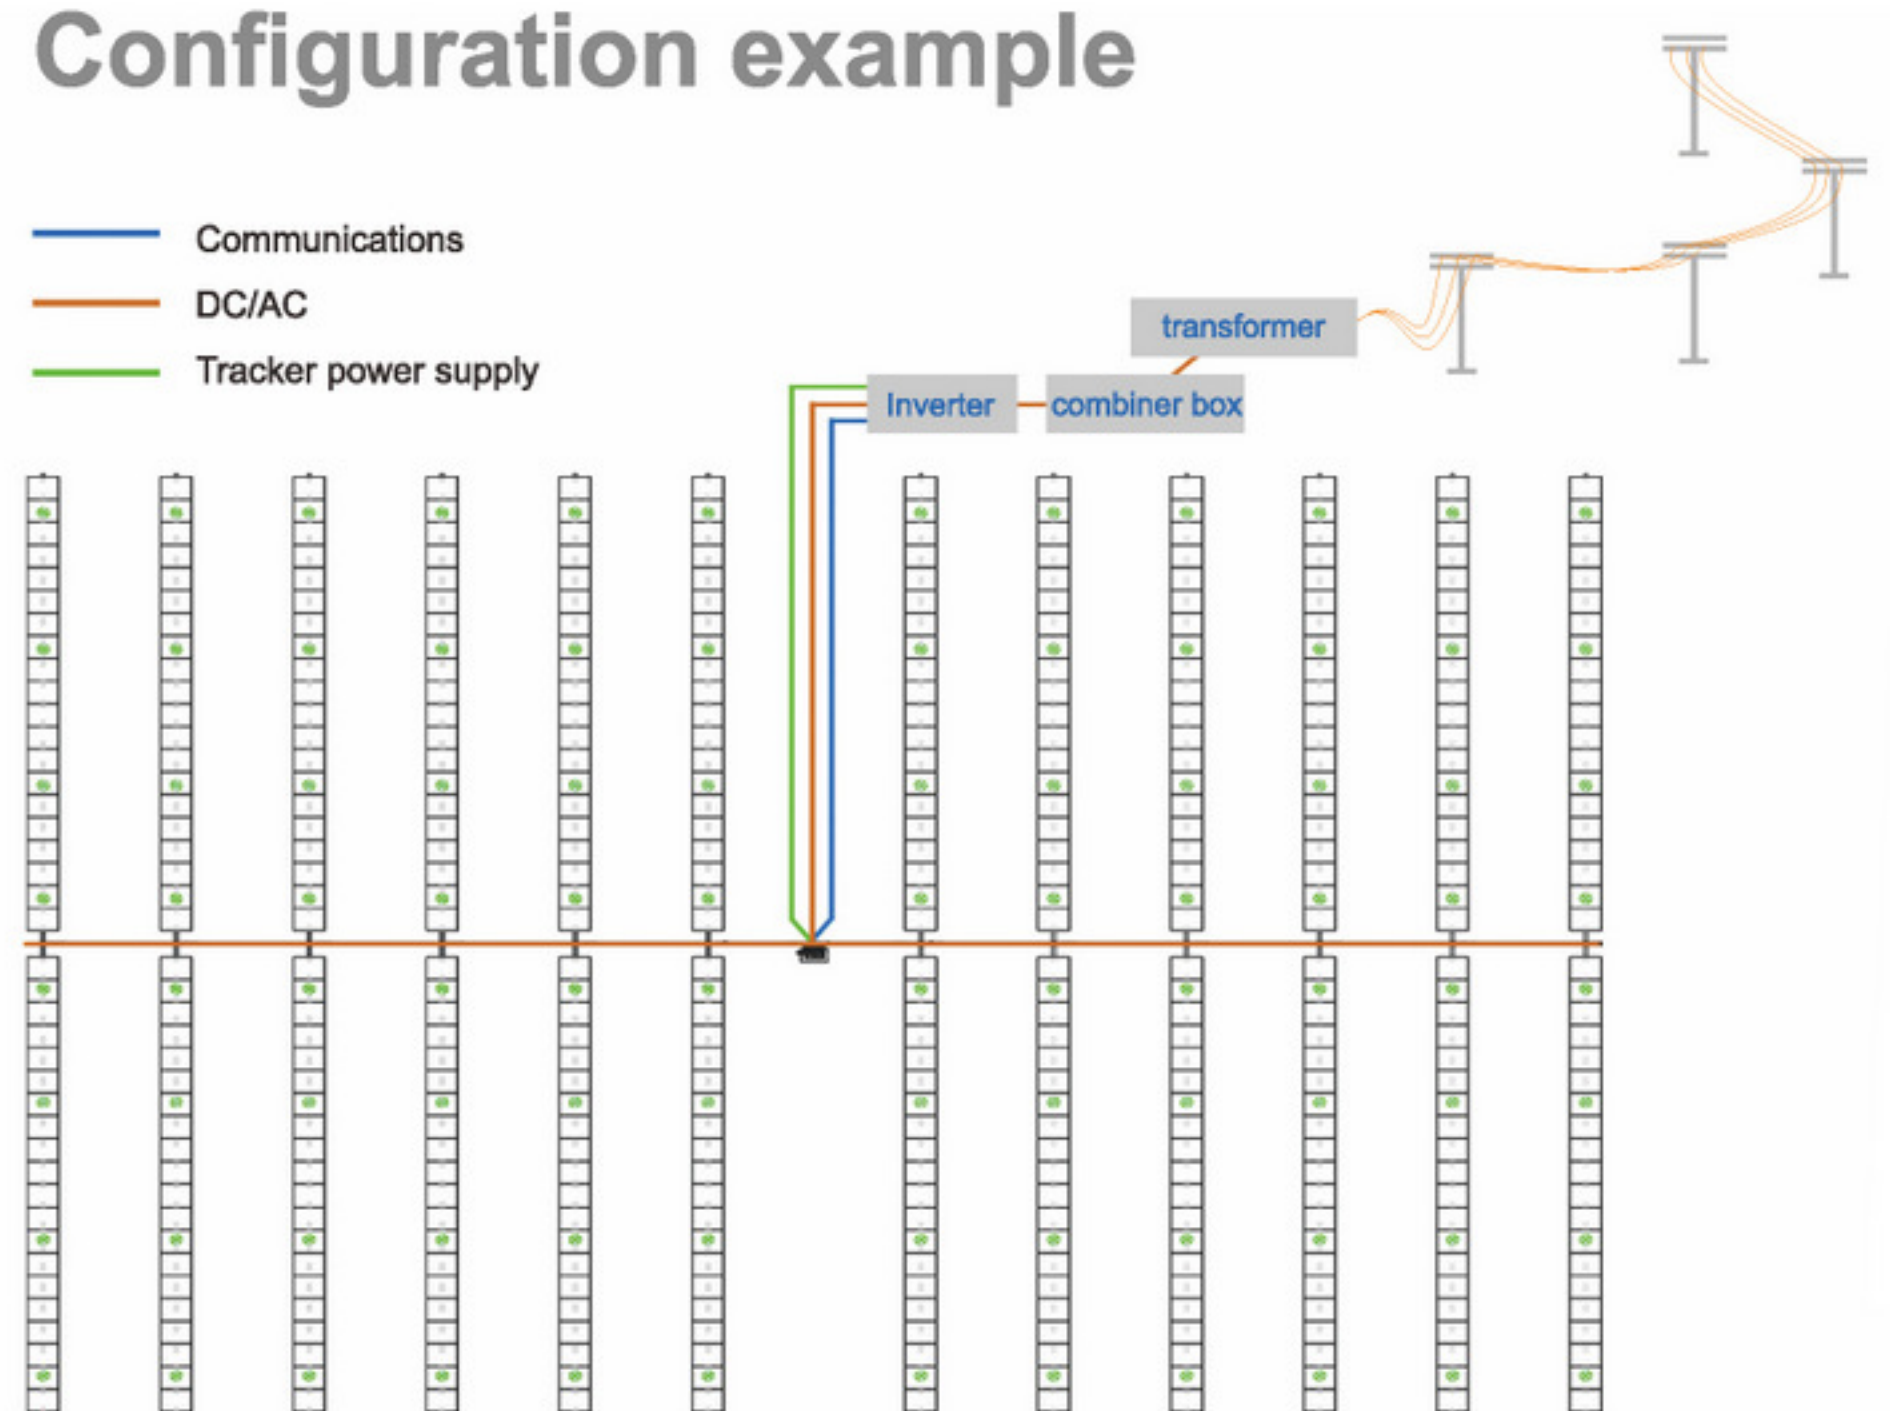 Configuration example
Communications
DC/AC
Tracker power supply
transformer
Inverter
combiner box